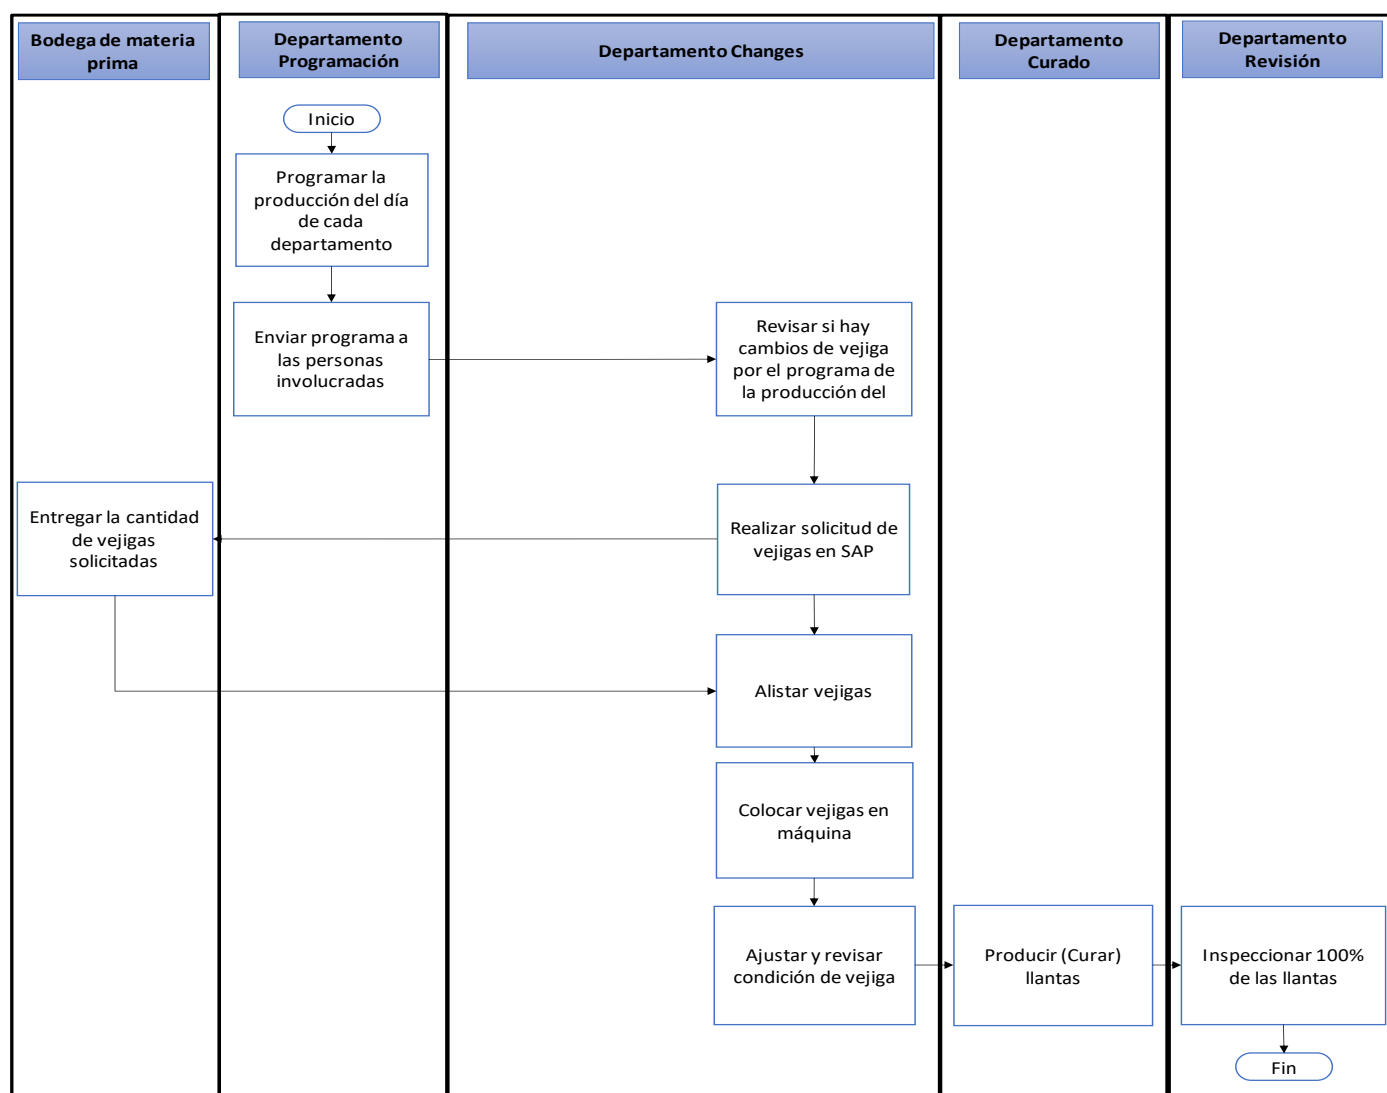 Bodega de materia
prima
Departamento
Programación
Departamento Changes
Departamento
Curado
Departamento
Revisión
Inicio
Programar la
producción del día
de cada
departamento
Enviar programa a
las personas
involucradas
Revisar si hay
cambios de vejiga
por el programa de
la producción del
Entregar la cantidad
de vejigas
solicitadas
Realizar solicitud de
vejigas en SAP
Alistar vejigas
Colocar vejigas en
máquina
Ajustar y revisar
condición de vejiga
Producir (Curar)
llantas
Inspeccionar 100%
de las llantas
Fin